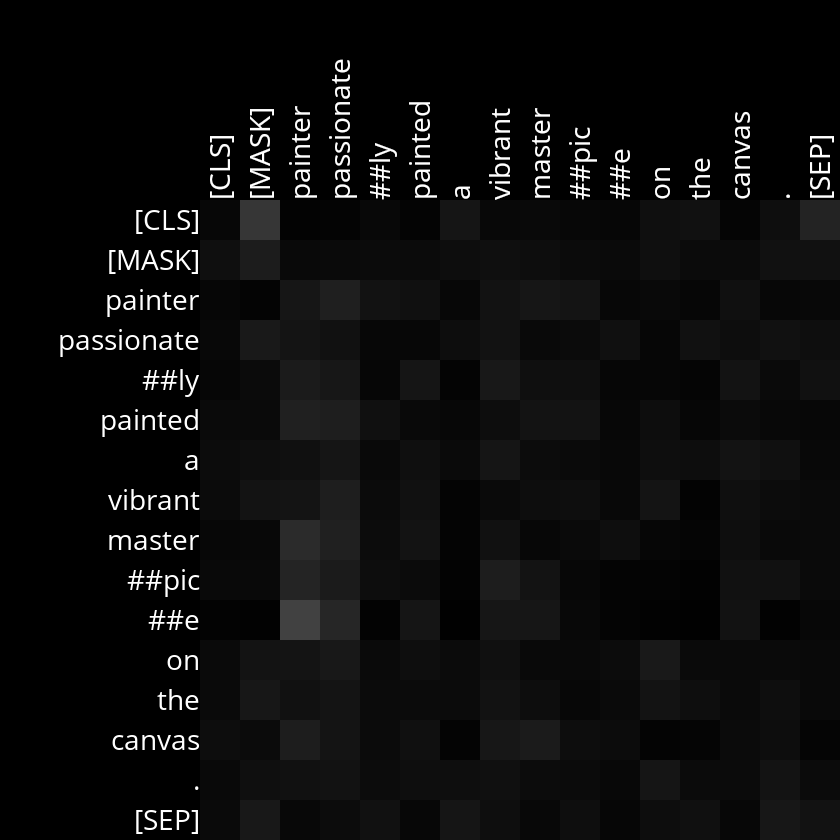 [CLS] [MASK] painter passionate ##ly painted a vibrant master ##pic ##e on the canvas . [SEP]
[CLS]
[MASK]
painter
passionate
##ly
painted
a
vibrant
master
##pic
##e
on
the
canvas
.
[SEP]